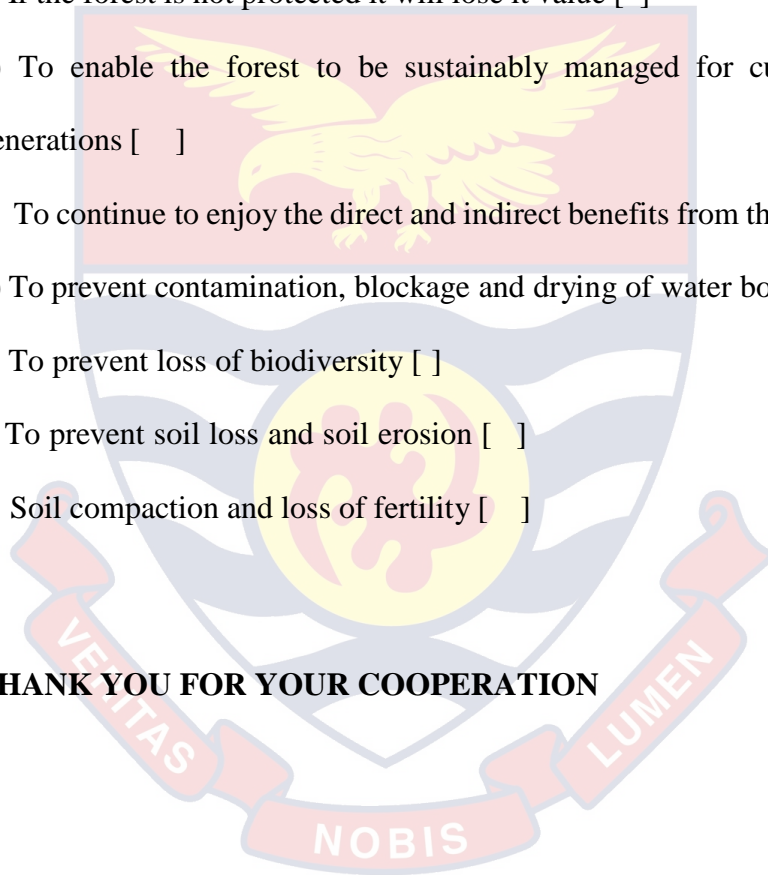 If the forest is not protected it will lose it value [ ]
) To enable the forest to be sustainably managed for cu
enerations [ ]
To continue to enjoy the direct and indirect benefits from th
) To prevent contamination, blockage and drying of water bo
To prevent loss of biodiversity [ ]
To prevent soil loss and soil erosion [ ]
Soil compaction and loss of fertility [ ]
HANK YOU FOR YOUR COOPERATION
VERITAS NOBIS LUMEN